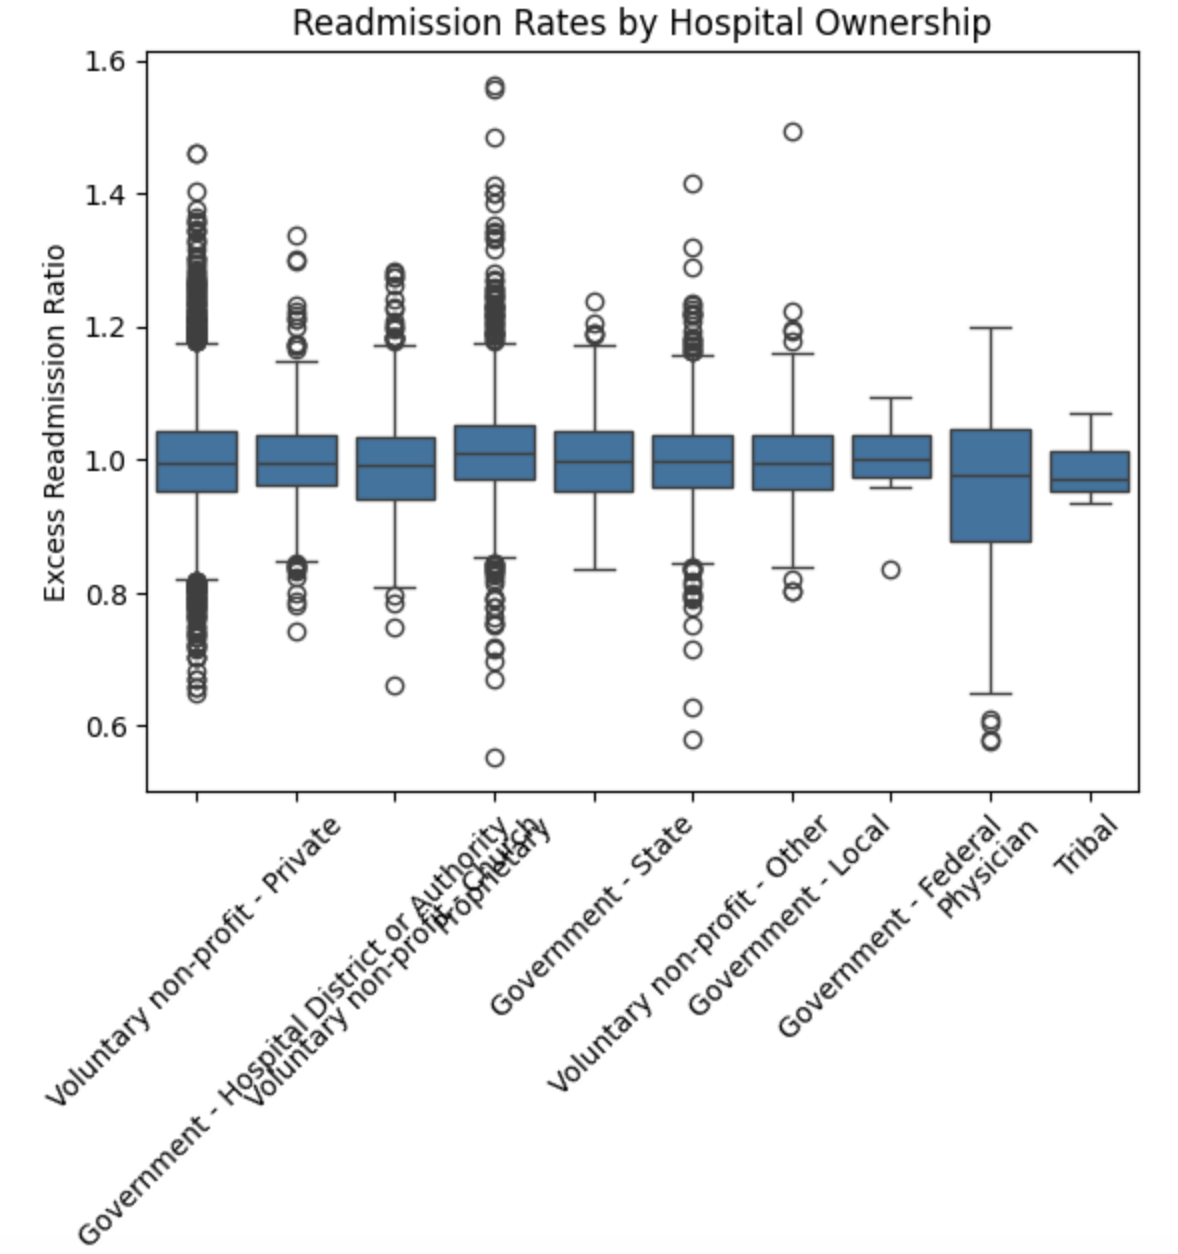 Readmission Rates by Hospital Ownership
Excess Readmission Ratio
1.6
1.4
1.2
1.0
0.8
0.6
Voluntary non-profit - Private
Government - Hospital District or Authority
Voluntary non-profit - Church
Proprietary
Government - State
Voluntary non-profit - Other
Government - Local
Government - Federal
Physician
Tribal